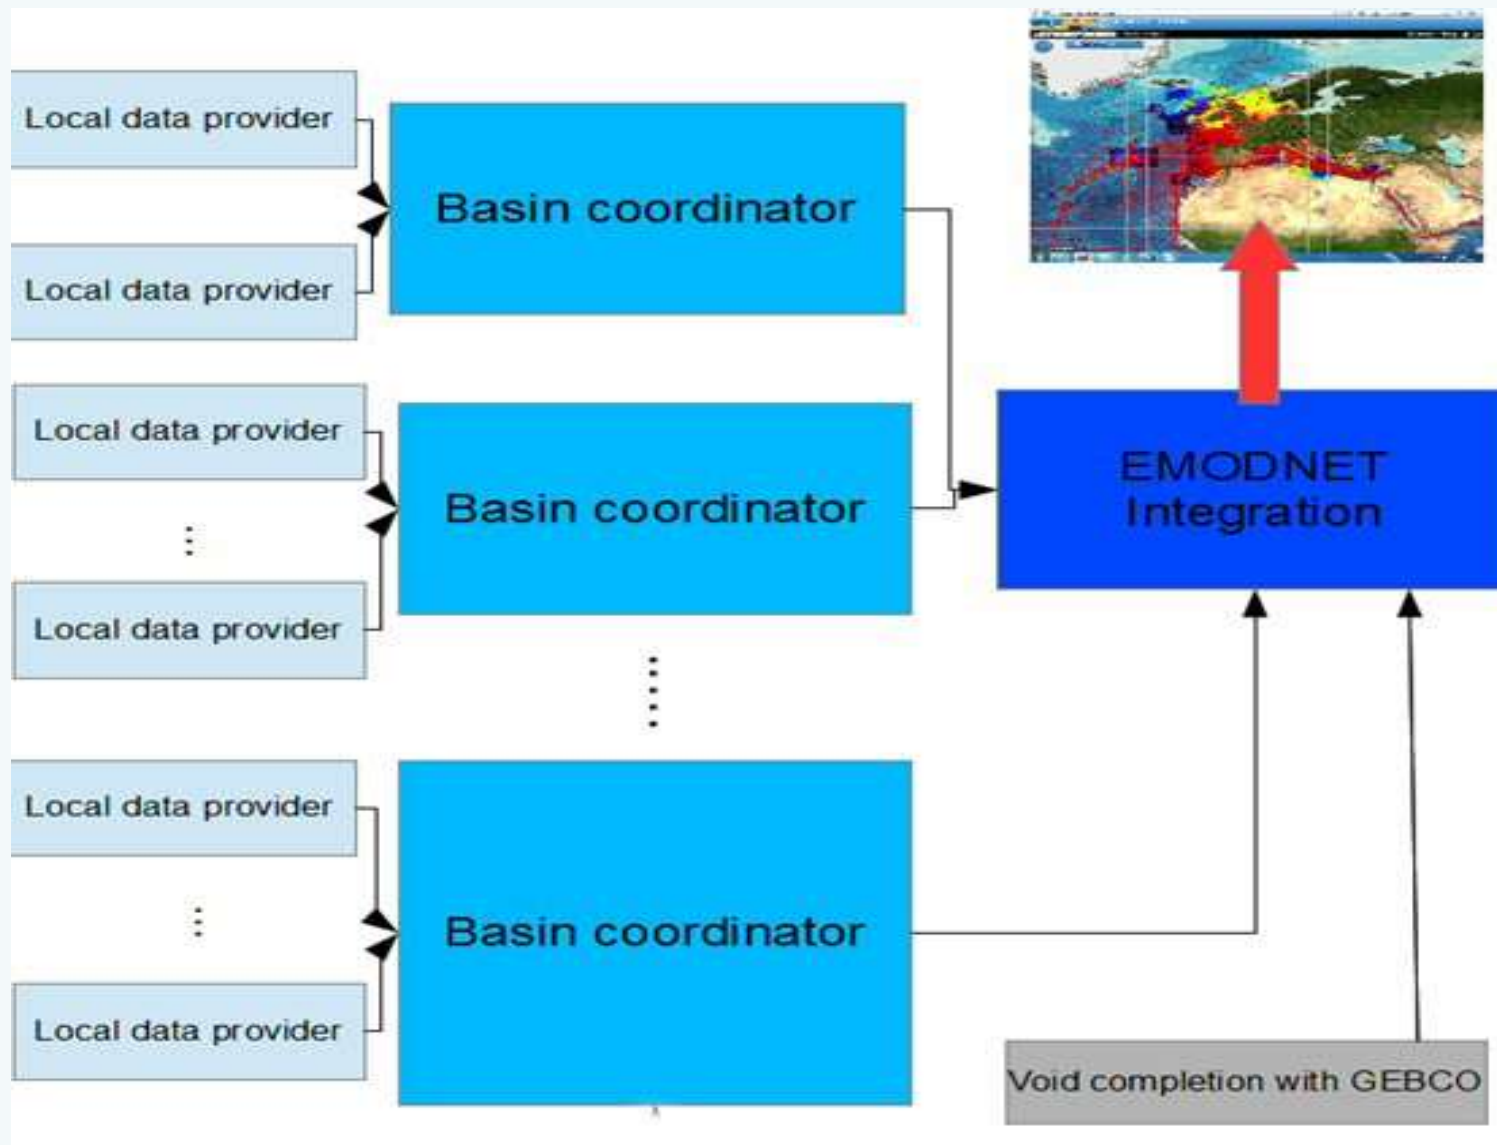 Local data provider
Local data provider
Basin coordinator
Local data provider
Local data provider
Basin coordinator
Local data provider
Local data provider
Basin coordinator
EMODNET
Integration
Void completion with GEBCO